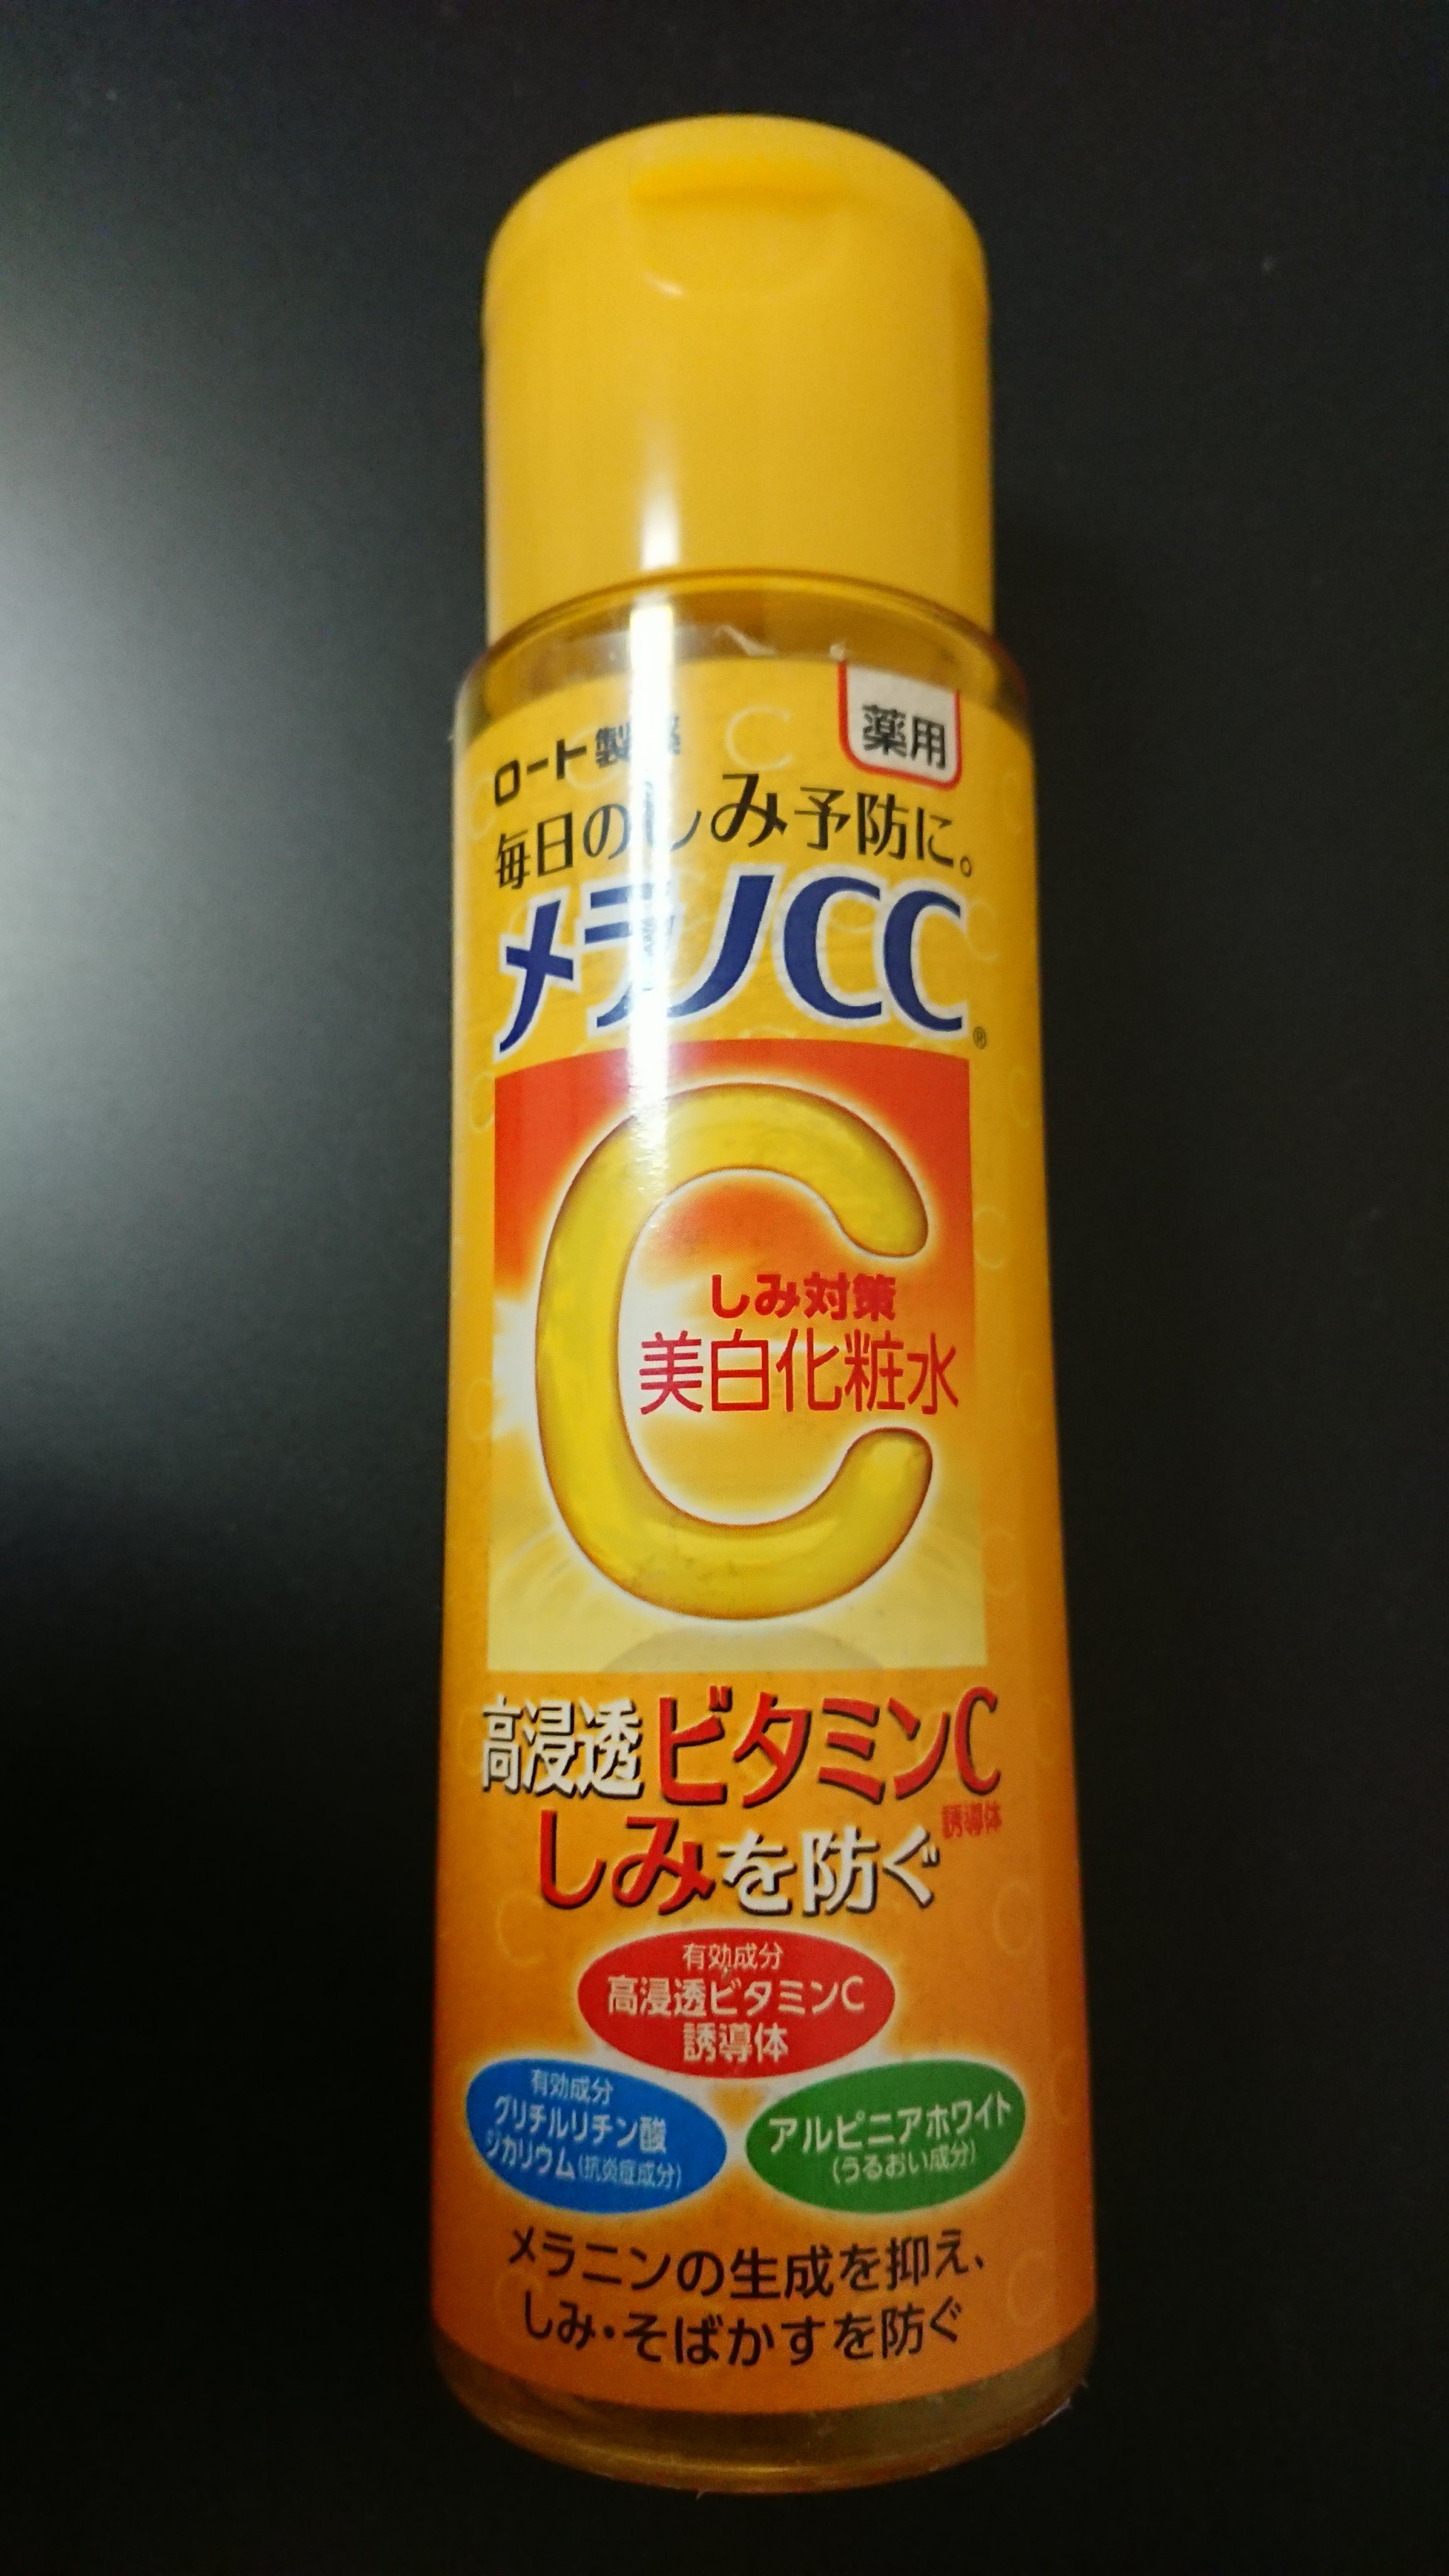 薬用
ロート製薬
毎日のしみ予防に。
メラノCC
®
しみ対策
美白化粧水
高浸透ビタミンC
誘導体
しみを防ぐ
有効成分
高浸透ビタミンC
誘導体
有効成分
グリチルリチン酸
ジカリウム(抗炎症成分)
アルピニアホワイト
(うるおい成分)
メラニンの生成を抑え、
しみ・そばかすを防ぐ